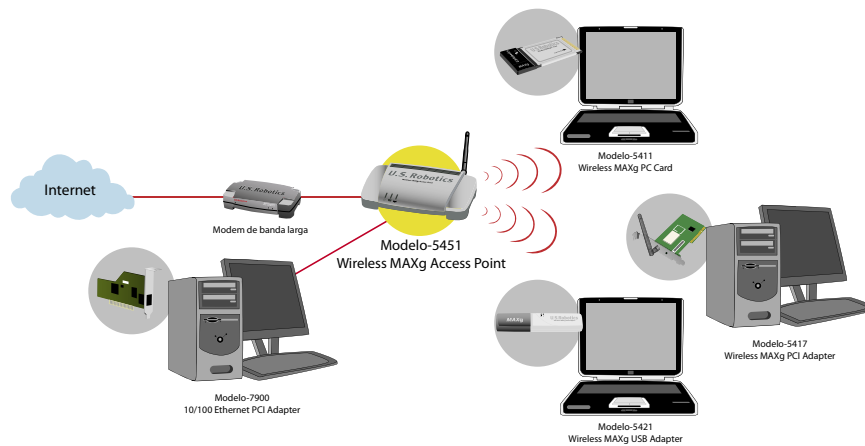 Internet
Modem de banda larga
U.S. Robotics
Modelo-5451
Wireless MAXg Access Point
Modelo-7900
10/100 Ethernet PCI Adapter
Modelo-5411
Wireless MAXg PC Card
Modelo-5417
Wireless MAXg PCI Adapter
MAXg
U.S.Robotics
Modelo-5421
Wireless MAXg USB Adapter